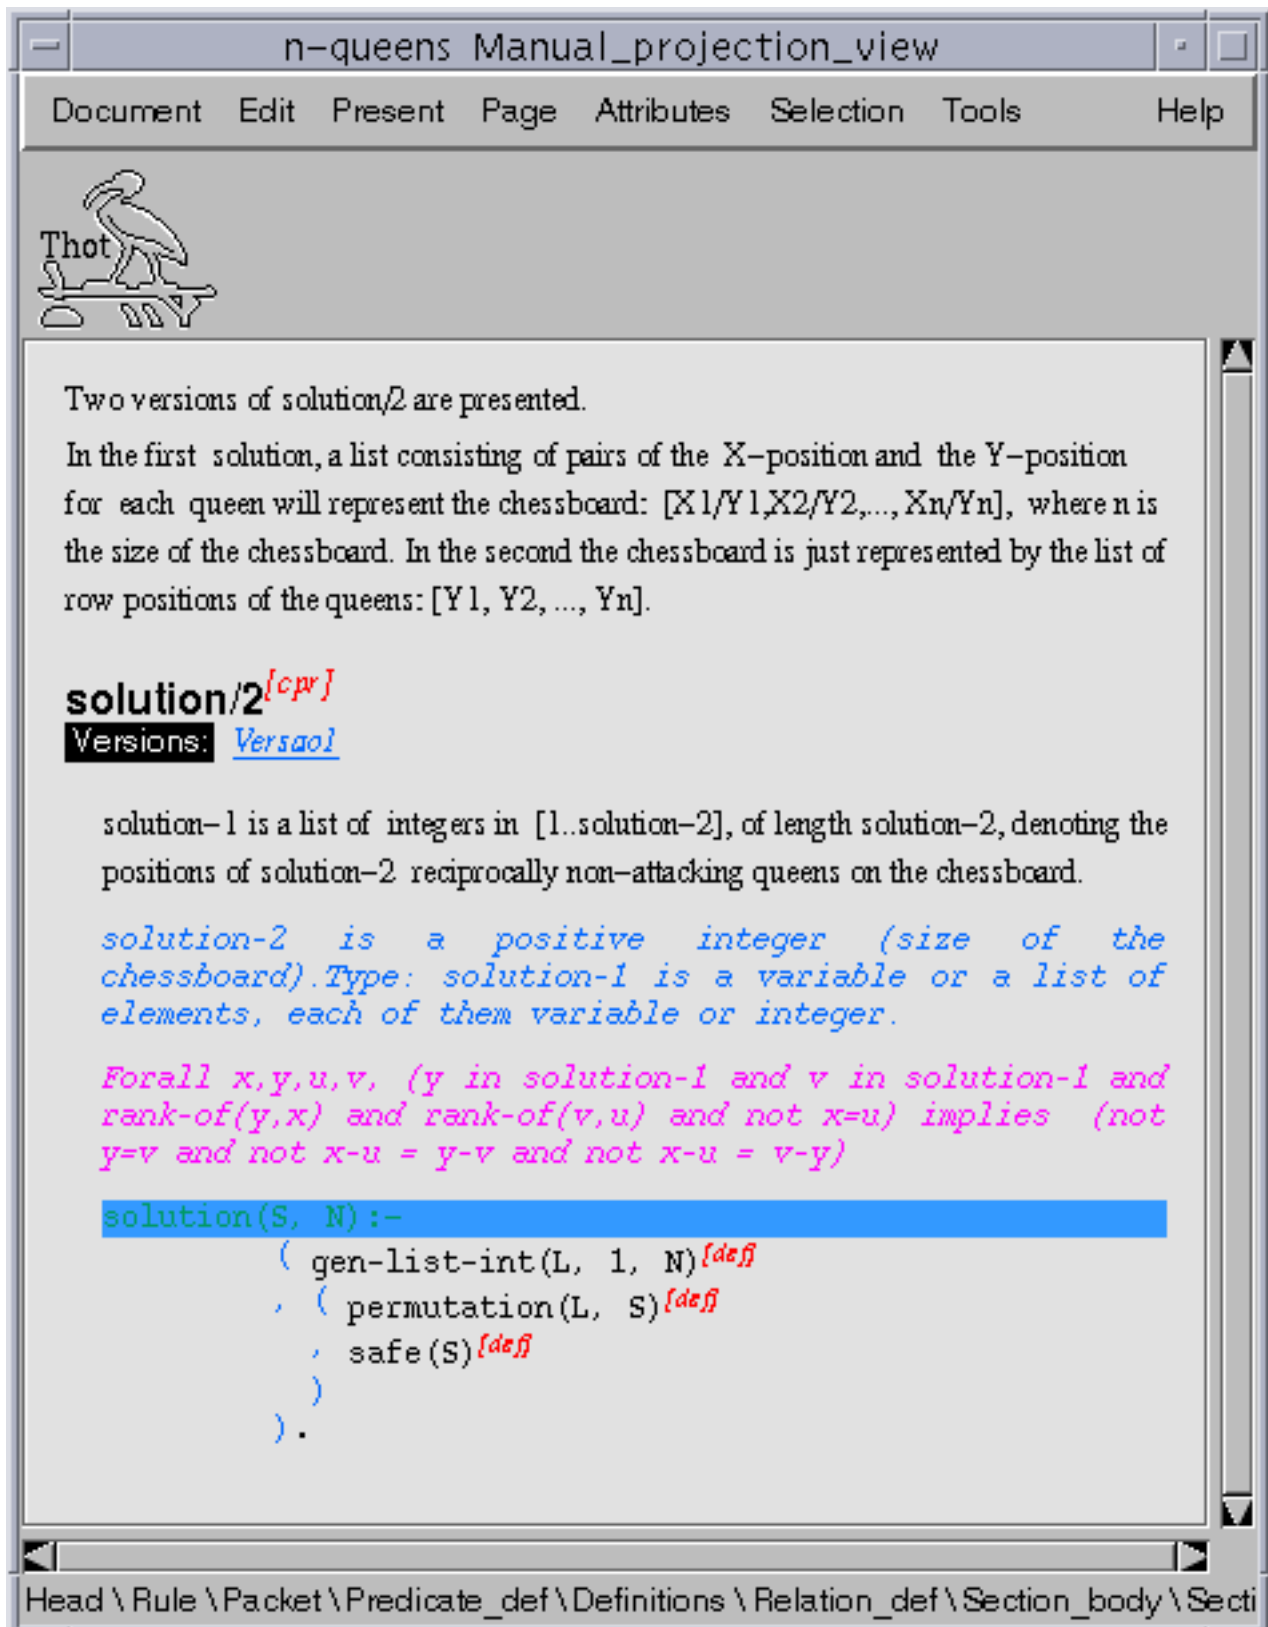 n-queens Manual_projection_view
Document Edit Present Page Attributes Selection Tools Help
Thot
Two versions of solution/2 are presented.
In the first solution, a list consisting of pairs of the X-position and the Y-position
for each queen will represent the chessboard: [X1/Y1,X2/Y2,..., Xn/Yn], where n is
the size of the chessboard. In the second the chessboard is just represented by the list of
row positions of the queens: [Y1, Y2, ..., Yn].
solution/2[cpr]
Versions: Versao1
solution-1 is a list of integers in [1..solution-2], of length solution-2, denoting the
positions of solution-2 reciprocally non-attacking queens on the chessboard.
solution-2 is a positive integer (size of the
chessboard).Type: solution-1 is a variable or a list of
elements, each of them variable or integer.
Forall x,y,u,v, (y in solution-1 and v in solution-1 and
rank-of(y,x) and rank-of(v,u) and not x=u) implies (not
y=v and not x-u = y-v and not x-u = v-y)
solution(S, N):-
( gen-list-int(L, 1, N)[def]
, ( permutation(L, S)[def]
, safe(S)[def]
)
).
Head \ Rule \ Packet \ Predicate_def \ Definitions \ Relation_def \ Section_body \ Secti